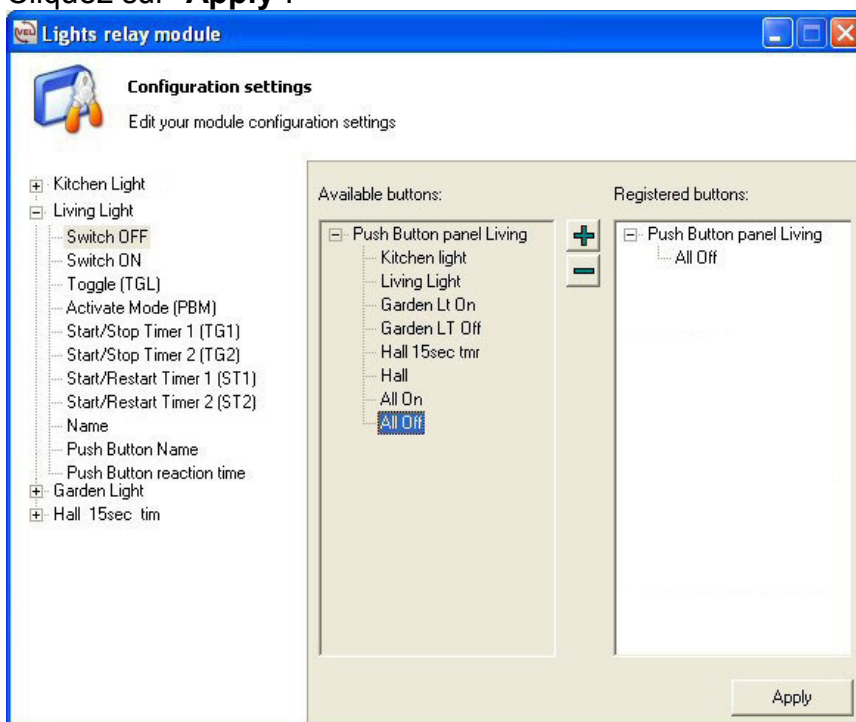 Cliquez sur "Apply".
Lights relay module
Configuration settings
Edit your module configuration settings
Kitchen Light
Living Light
Switch OFF
Switch ON
Toggle (TGL)
Activate Mode (PBM)
Start/Stop Timer 1 (TG1)
Start/Stop Timer 2 (TG2)
Start/Restart Timer 1 (ST1)
Start/Restart Timer 2 (ST2)
Name
Push Button Name
Push Button reaction time
Garden Light
Hall 15sec tim
Available buttons:
Push Button panel Living
Kitchen light
Living Light
Garden Lt On
Garden LT Off
Hall 15sec tmr
Hall
All On
All Off
Registered buttons:
Push Button panel Living
All Off
Apply